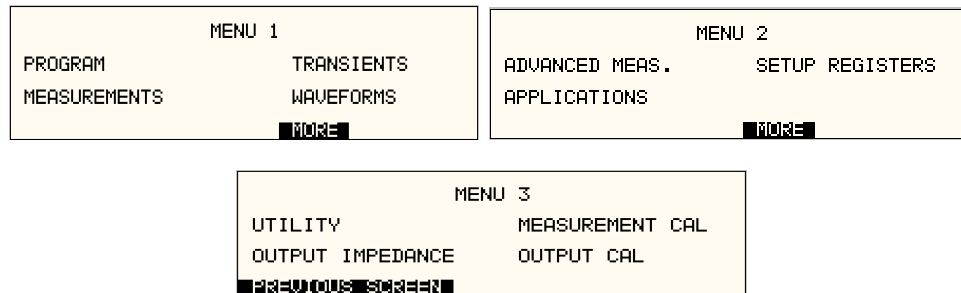 MENU 1
PROGRAM TRANSIENTS
MEASUREMENTS WAVEFORMS
MORE
MENU 2
ADVANCED MEAS. SETUP REGISTERS
APPLICATIONS
MORE
MENU 3
UTILITY MEASUREMENT CAL
OUTPUT IMPEDANCE OUTPUT CAL
PREVIOUS SCREEN